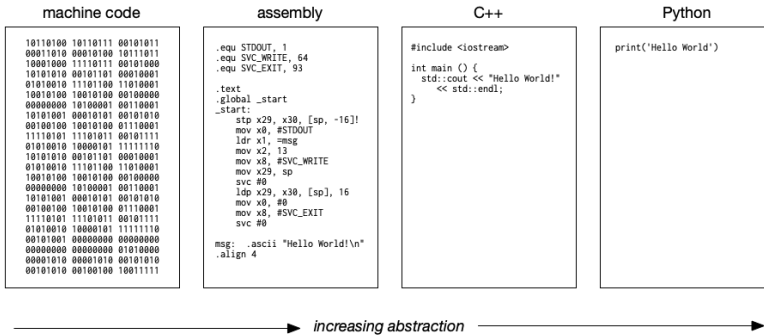 machine code
10110100 10110111 00101011
00011010 00010100 10111011
10001000 11110111 00101000
10101010 00101101 00010001
01010010 11101100 11010001
10010100 10010100 00100000
00000000 10100001 00110001
10101001 00010101 00101010
00100100 10010100 01110001
11110101 11101011 00101111
01010010 10000101 11111110
10101010 00101101 00010001
01010010 11101100 11010001
10010100 10010100 00100000
00000000 10100001 00110001
10101001 00010101 00101010
00100100 10010100 01110001
11110101 11101011 00101111
01010010 10000101 11111110
00101001 00000000 00000000
00000000 00000000 01010000
00001010 00001010 00101010
00101010 00100100 10011111
assembly
.equ STDOUT, 1
.equ SVC_WRITE, 64
.equ SVC_EXIT, 93
.text
.global _start
_start:
stp x29, x30, [sp, -16]!
mov x0, #STDOUT
ldr x1, =msg
mov x2, 13
mov x8, #SVC_WRITE
mov x29, sp
svc #0
ldp x29, x30, [sp], 16
mov x0, #0
mov x8, #SVC_EXIT
svc #0
msg: .ascii "Hello World!\n"
.align 4
C++
#include <iostream>
int main () {
std::cout << "Hello World!"
<< std::endl;
}
Python
print('Hello World')
increasing abstraction